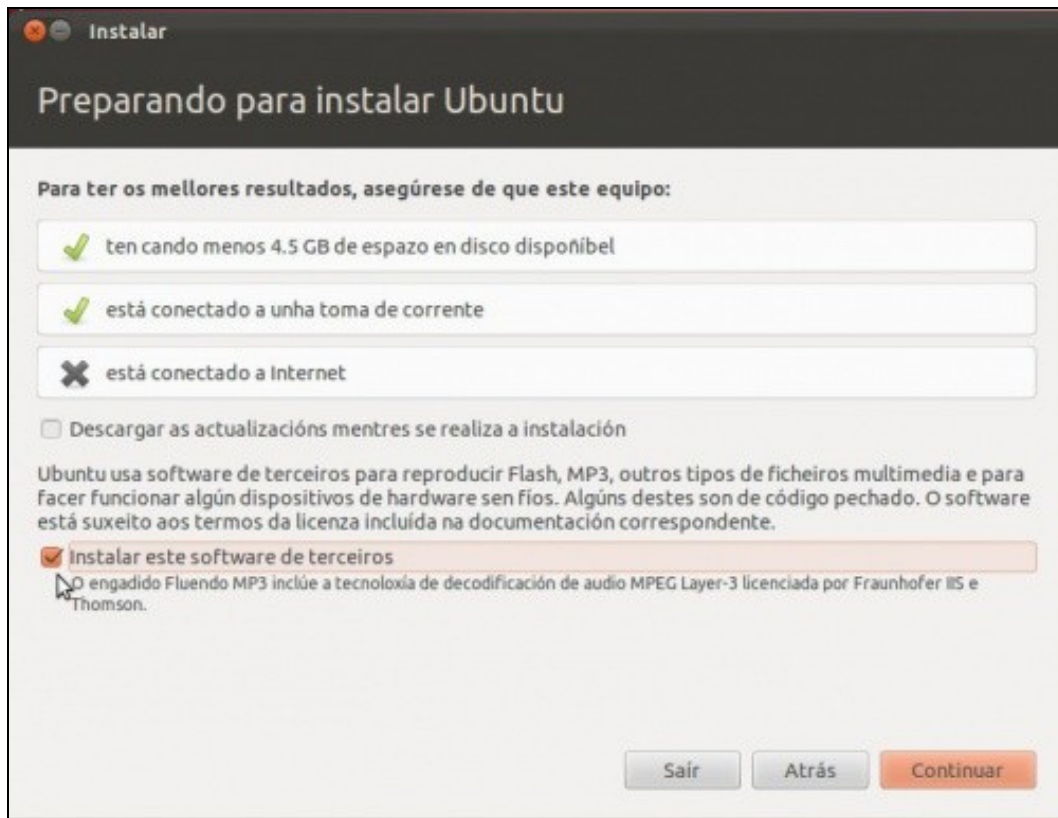 Instalar
Preparando para instalar Ubuntu
Para ter os mellores resultados, asegúrese de que este equipo:
ten cando menos 4.5 GB de espazo en disco dispoñíbel
está conectado a unha toma de corrente
está conectado a Internet
Descargar as actualizacións mentres se realiza a instalación
Ubuntu usa software de terceiros para reproducir Flash, MP3, outros tipos de ficheiros multimedia e para
facer funcionar algún dispositivos de hardware sen fíos. Algúns destes son de código pechado. O software
está suxeito aos termos da licenza incluída na documentación correspondente.
Instalar este software de terceiros
O engadido Fluendo MP3 inclúe a tecnoloxía de decodificación de audio MPEG Layer-3 licenciada por Fraunhofer IIS e
Thomson.
Saír Atrás Continuar